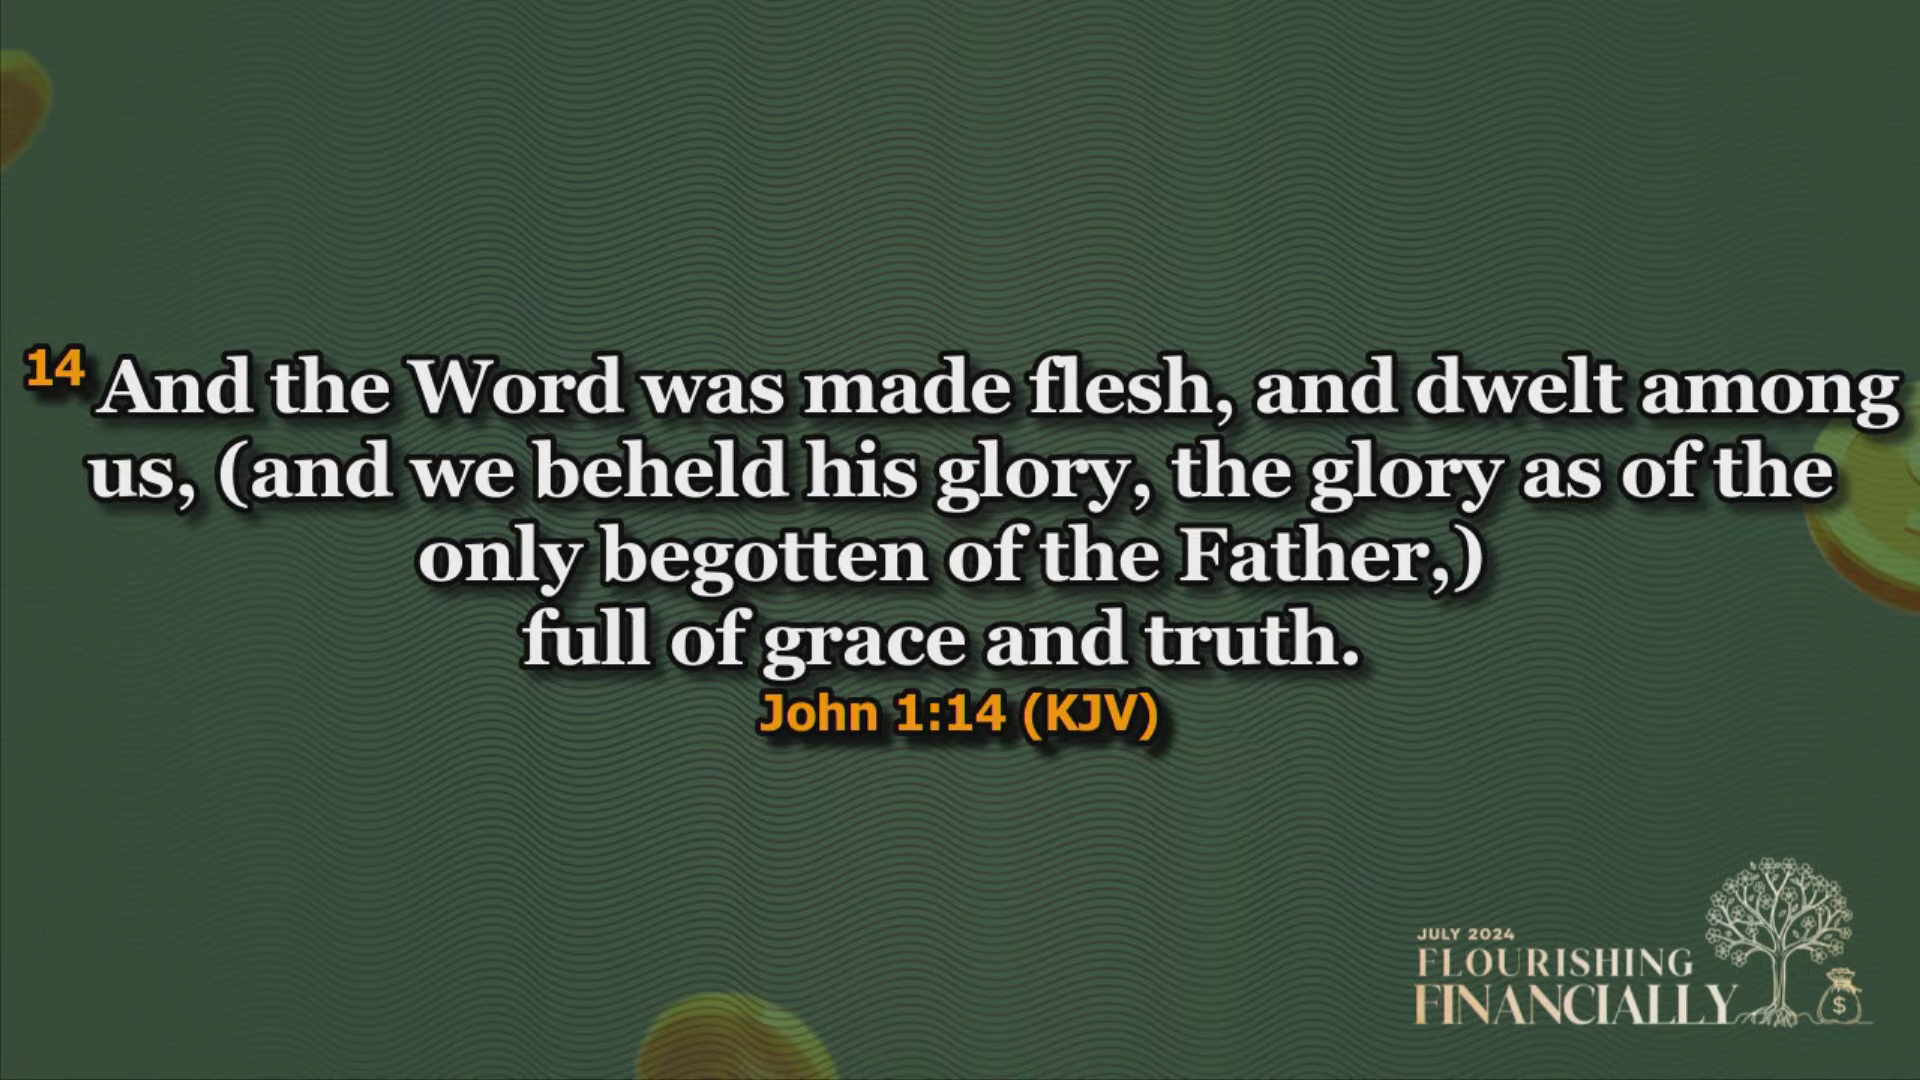 14 And the Word was made flesh, and dwelt among
us, (and we beheld his glory, the glory as of the
only begotten of the Father,)
full of grace and truth.
John 1:14 (KJV)
JULY 2024
FLOURISHING
FINANCIALLY
$